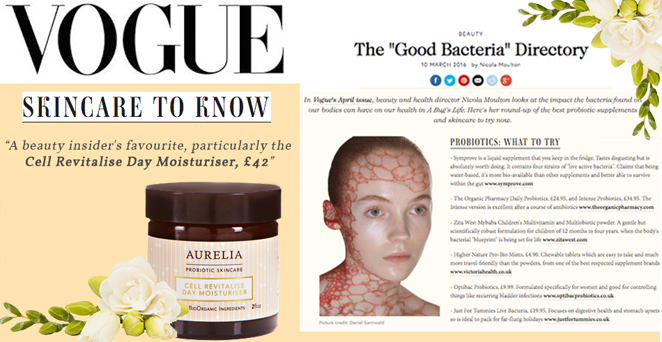 VOGUE
SKINCARE TO KNOW
"A beauty insider's favourite, particularly the
Cell Revitalise Day Moisturiser, £42"
AURELIA
PROBIOTIC SKINCARE
CELL REVITALISE
DAY MOISTURISER
BIOORGANIC INGREDIENTS
BEAUTY
The "Good Bacteria" Directory
10 MARCH 2016 by Nicola Moulton
In Vogue's April issue, beauty and health director Nicola Moulton looks at the impact the bacteria found on
our bodies can have on our health in A Bug's Life. Here's her round-up of the best probiotic supplements
and skincare to try now.
PROBIOTICS: WHAT TO TRY
- Symprove is a liquid supplement that you keep in the fridge. Tastes disgusting but is
absolutely worth doing. It contains four strains of "live active bacteria". Claims that being
water-based, it's more bio-available than other supplements and better able to survive
within the gut www.symprove.com
- The Organic Pharmacy Daily Probiotics, £24.95, and Intense Probiotics, £34.95. The
Intense version is excellent after a course of antibiotics www.theorganicpharmacy.com
- Zita West Mybaba Children's Multivitamin and Multibiotic powder. A gentle but
scientifically robust formulation for children of 12 months to four years, when the body's
bacterial "blueprint" is being set for life www.zitawest.com
- Higher Nature Pro-Bio Mints, £4.90. Chewable tablets which are easy to take and much
more travel-friendly than the powders, from one of the best respected supplement brands
www.victoriahealth.co.uk
- Optibac Probiotics, £9.99. Formulated specifically for women and good for controlling
things like recurring bladder infections www.optibacprobiotics.co.uk
- Just For Tummies Live Bacteria, £19.95. Focuses on digestive health and stomach upsets
so is ideal to pack for far-flung holidays www.justfortummies.co.uk
Picture credit: Daniel Sannwald